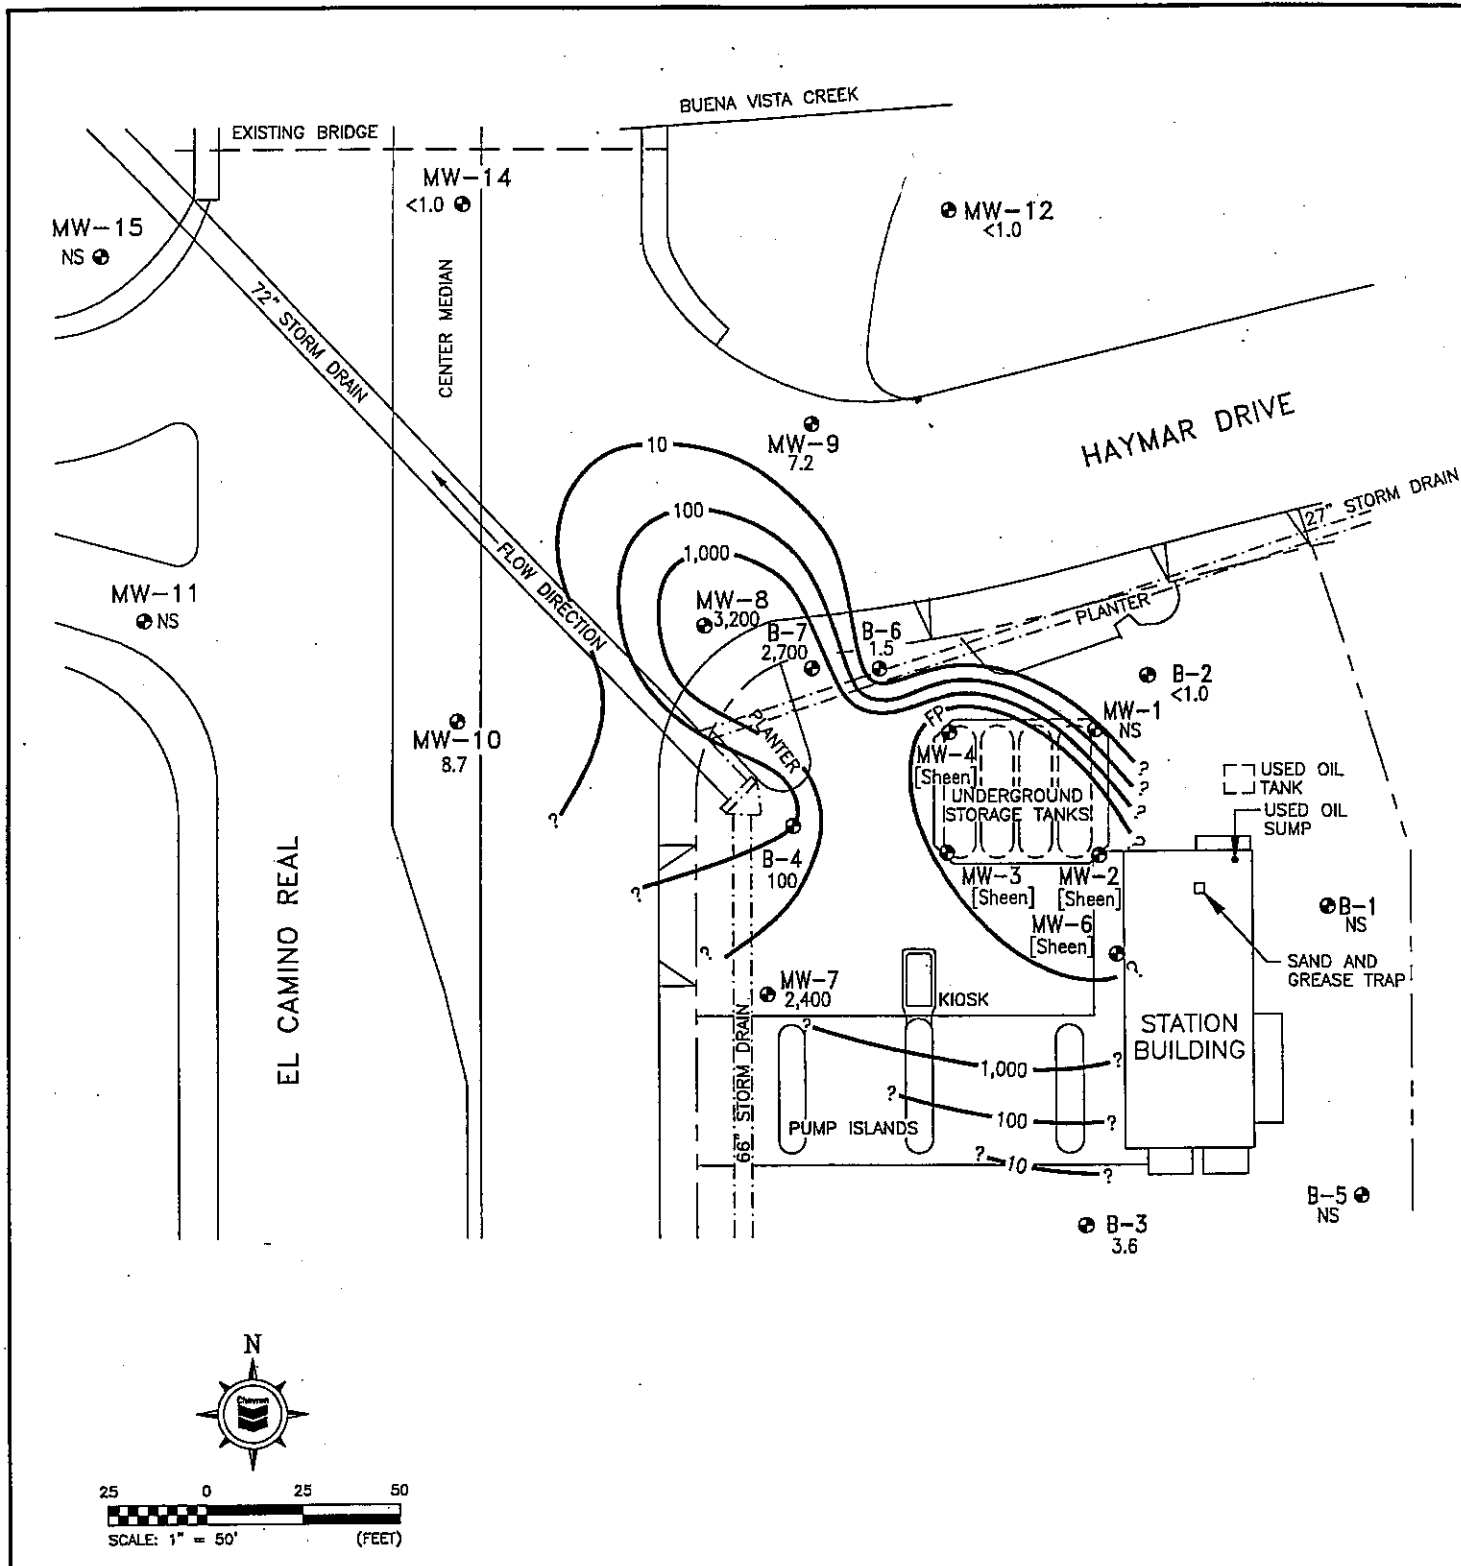 BUENA VISTA CREEK
EXISTING BRIDGE
MW-14
<1.0
MW-12
<1.0
MW-15
NS
72" STORM DRAIN
CENTER MEDIAN
HAYMAR DRIVE
MW-9
7.2
10
100
1,000
27" STORM DRAIN
FLOW DIRECTION
MW-11
NS
MW-8
3,200
B-7
2,700
B-6
1.5
PLANTER
B-2
<1.0
MW-1
NS
FP
MW-10
8.7
PLANTER
MW-4
[Sheen]
UNDERGROUND
STORAGE TANKS
?
?
?
?
?
USED OIL
TANK
USED OIL
SUMP
B-4
100
?
MW-3
[Sheen]
MW-2
[Sheen]
MW-6
[Sheen]
B-1
NS
?
?
SAND AND
GREASE TRAP
MW-7
2,400
KIOSK
EL CAMINO REAL
66" STORM DRAIN
STATION
BUILDING
?
1,000
?
?
100
?
PUMP ISLANDS
?
10
?
B-5
NS
B-3
3.6
N
Chevron
25 0 25 50
SCALE: 1" = 50' (FEET)